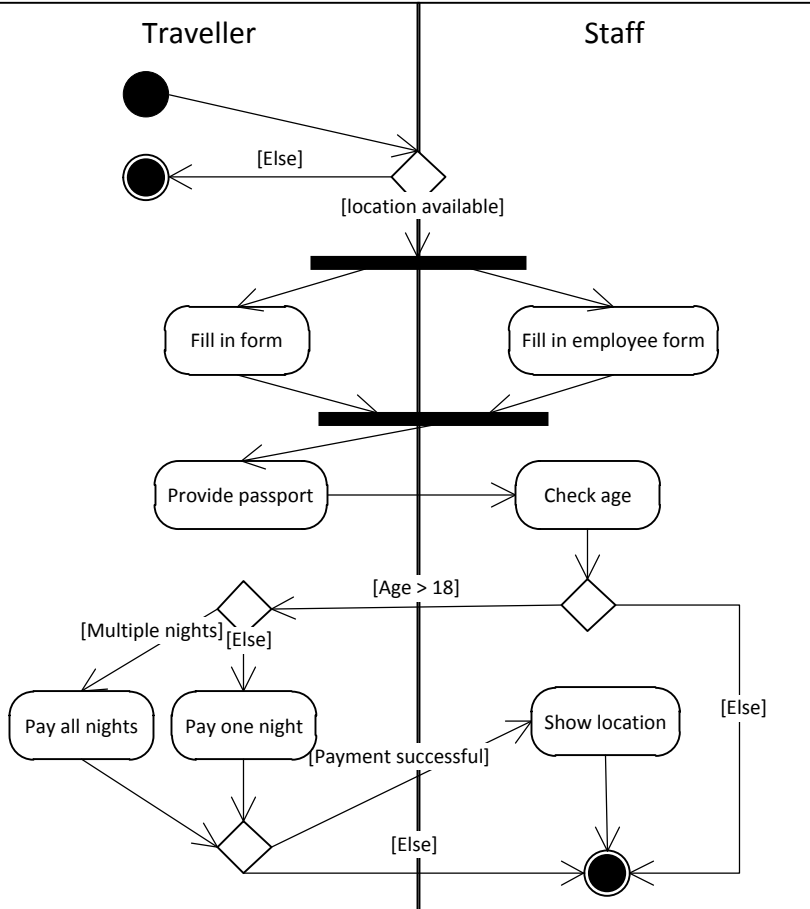 Traveller
Staff
[Else]
[location available]
Fill in form
Fill in employee form
Provide passport
Check age
[Age > 18]
[Multiple nights]
[Else]
Pay all nights
Pay one night
Show location
[Else]
[Payment successful]
[Else]